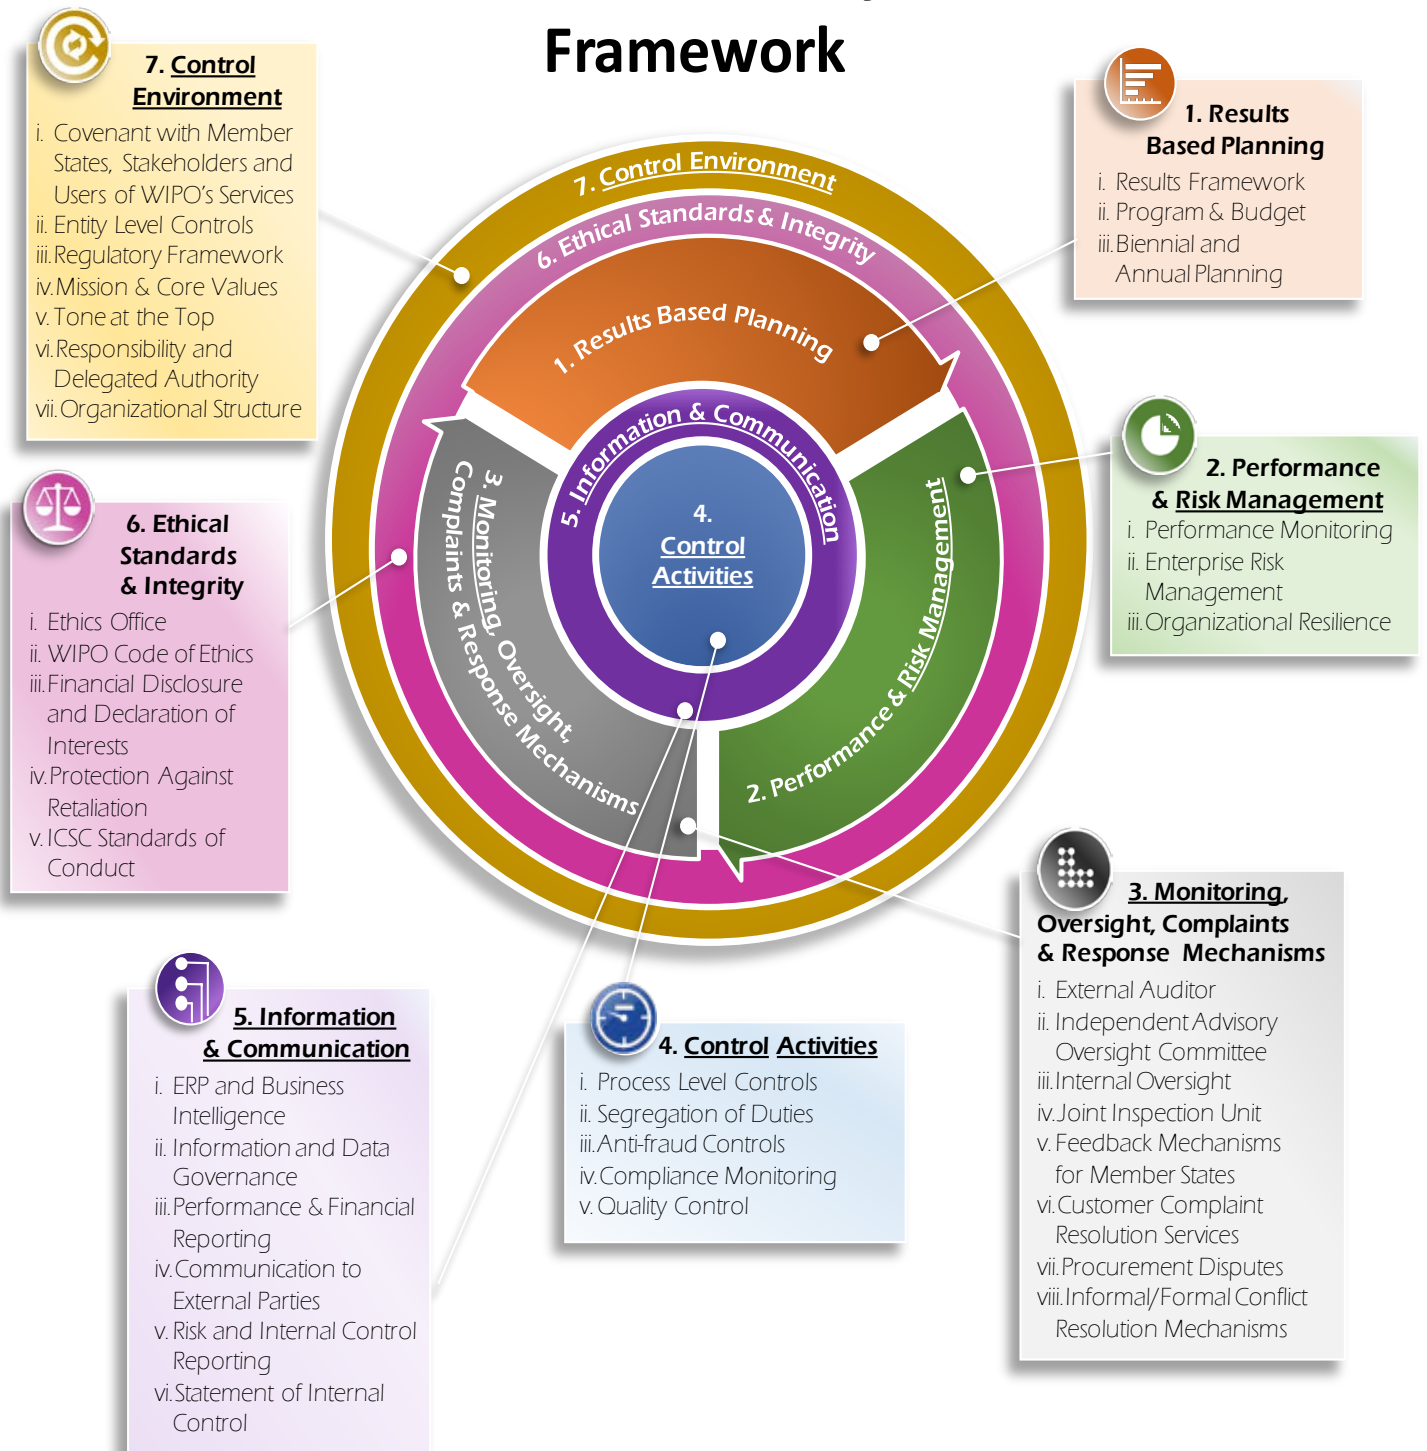 Framework
7. Control
Environment
i. Covenant with Member
States, Stakeholders and
Users of WIPO's Services
ii. Entity Level Controls
iii. Regulatory Framework
iv. Mission & Core Values
v. Tone at the Top
vi. Responsibility and
Delegated Authority
vii. Organizational Structure
1. Results
Based Planning
i. Results Framework
ii. Program & Budget
iii. Biennial and
Annual Planning
7. Control Environment
6. Ethical Standards & Integrity
1. Results Based Planning
5. Information & Communication
4.
Control
Activities
2. Performance & Risk Management
3. Monitoring, Oversight,
Complaints & Response Mechanisms
2. Performance
& Risk Management
i. Performance Monitoring
ii. Enterprise Risk
Management
iii. Organizational Resilience
6. Ethical
Standards
& Integrity
i. Ethics Office
ii. WIPO Code of Ethics
iii. Financial Disclosure
and Declaration of
Interests
iv. Protection Against
Retaliation
v. ICSC Standards of
Conduct
3. Monitoring,
Oversight, Complaints
& Response Mechanisms
i. External Auditor
ii. Independent Advisory
Oversight Committee
iii. Internal Oversight
iv. Joint Inspection Unit
v. Feedback Mechanisms
for Member States
vi. Customer Complaint
Resolution Services
vii. Procurement Disputes
viii. Informal/Formal Conflict
Resolution Mechanisms
5. Information
& Communication
i. ERP and Business
Intelligence
ii. Information and Data
Governance
iii. Performance & Financial
Reporting
iv. Communication to
External Parties
v. Risk and Internal Control
Reporting
vi. Statement of Internal
Control
4. Control Activities
i. Process Level Controls
ii. Segregation of Duties
iii. Anti-fraud Controls
iv. Compliance Monitoring
v. Quality Control